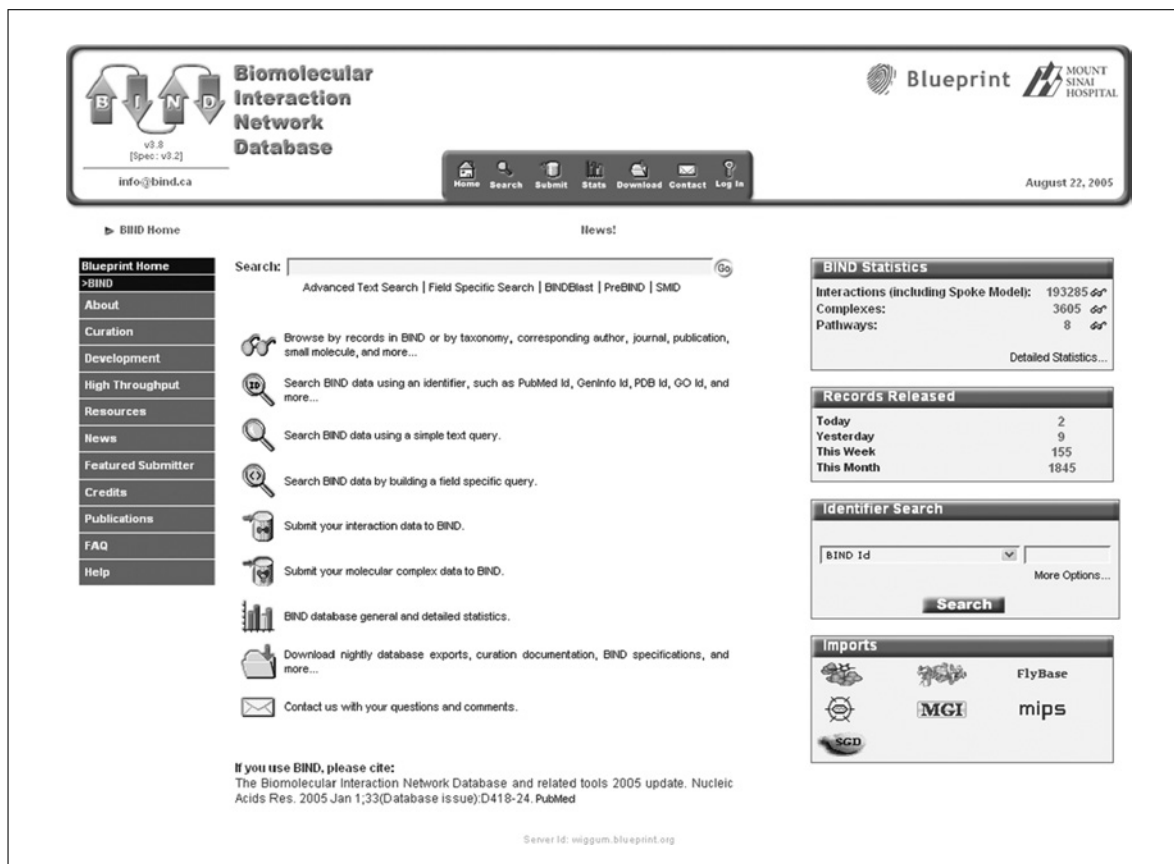 BIND
Biomolecular
Interaction
Network
Database
v3.8
[Spec: v3.2]
info@bind.ca
Blueprint
MOUNT
SINAI
HOSPITAL
Home Search Submit Stats Download Contact Log In
August 22, 2005
BIND Home
News!
Blueprint Home
>BIND
About
Curation
Development
High Throughput
Resources
News
Featured Submitter
Credits
Publications
FAQ
Help
Search: Go
Advanced Text Search | Field Specific Search | BINDBlast | PreBIND | SMID
Browse by records in BIND or by taxonomy, corresponding author, journal, publication,
small molecule, and more...
ID
Search BIND data using an identifier, such as PubMed Id, GenInfo Id, PDB Id, GO Id, and
more...
Search BIND data using a simple text query.
Search BIND data by building a field specific query.
Submit your interaction data to BIND.
Submit your molecular complex data to BIND.
BIND database general and detailed statistics.
Download nightly database exports, curation documentation, BIND specifications, and
more...
Contact us with your questions and comments.
If you use BIND, please cite:
The Biomolecular Interaction Network Database and related tools 2005 update. Nucleic
Acids Res. 2005 Jan 1;33(Database issue):D418-24. PubMed
BIND Statistics
Interactions (including Spoke Model): 193285
Complexes: 3605
Pathways: 8
Detailed Statistics...
Records Released
Today 2
Yesterday 9
This Week 155
This Month 1845
Identifier Search
BIND Id
More Options...
Search
Imports
FlyBase
MGI
mips
SGD
Server Id: wiggum.blueprint.org